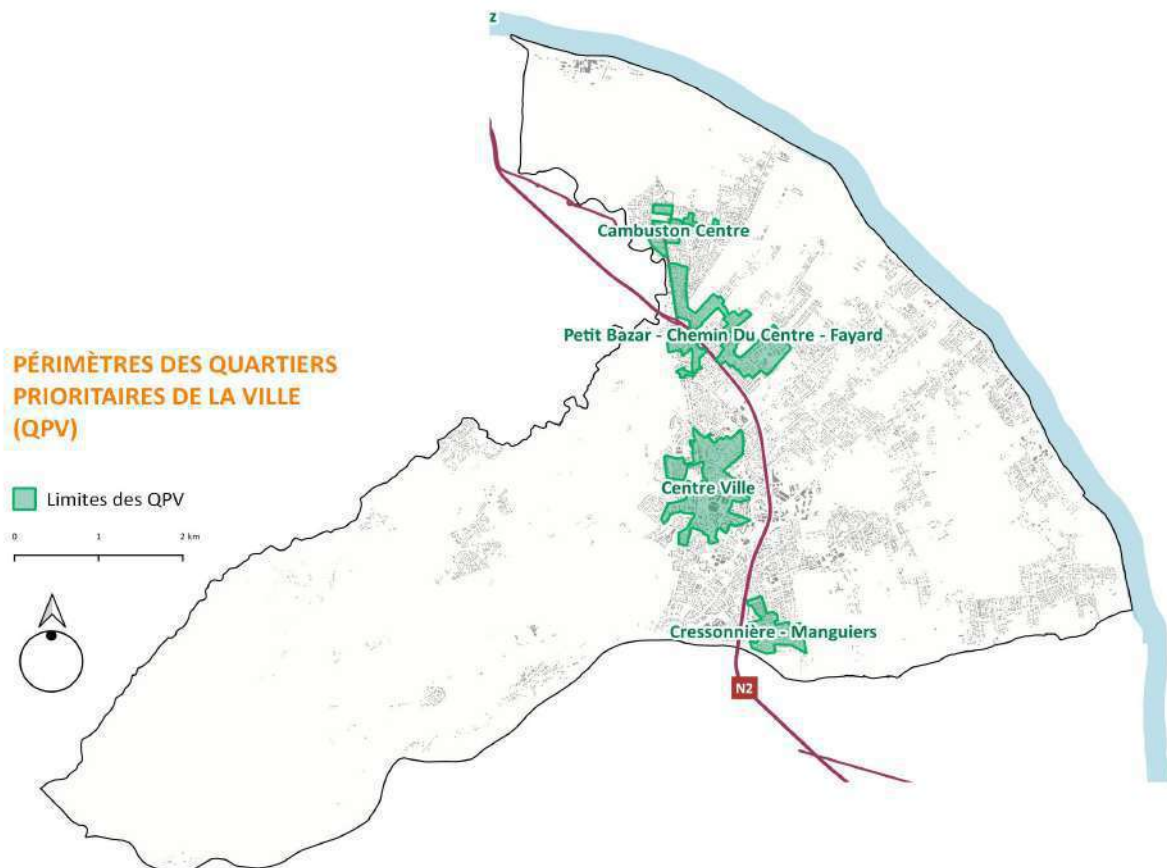 z
Cambuston Centre
Petit Bazar - Chemin Du Centre - Fayard
PÉRIMÈTRES DES QUARTIERS
PRIORITAIRES DE LA VILLE
(QPV)
Limites des QPV
0 1 2 km
Centre Ville
Cressonnière - Manguiers
N2